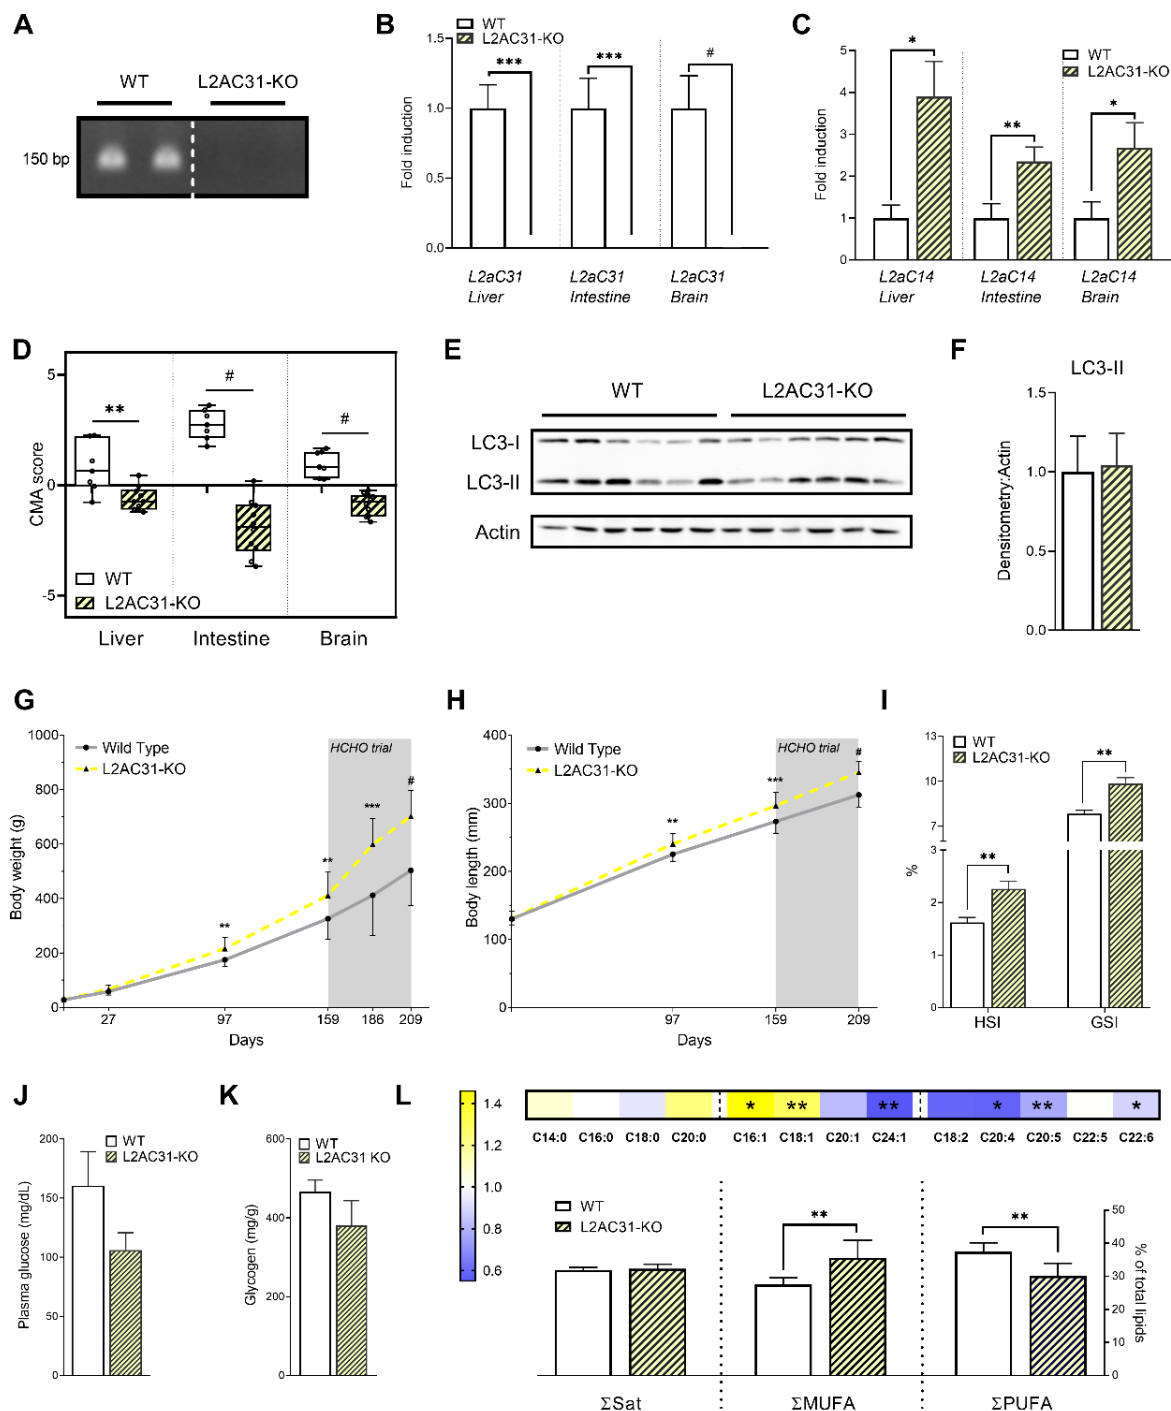 A
WT
L2AC31-KO
150 bp
B
WT
L2AC31-KO
Fold induction
1.5
1.0
0.5
0.0
***
***
#
L2aC31 Liver
L2aC31 Intestine
L2aC31 Brain
C
WT
L2AC31-KO
Fold induction
5
4
3
2
1
0
*
**
*
L2aC14 Liver
L2aC14 Intestine
L2aC14 Brain
D
CMA score
5
0
-5
**
#
#
WT
L2AC31-KO
Liver
Intestine
Brain
E
WT
L2AC31-KO
LC3-I
LC3-II
Actin
F
LC3-II
Densitometry:Actin
1.5
1.0
0.5
0.0
G
Wild Type
L2AC31-KO
HCHO trial
Body weight (g)
1000
800
600
400
200
0
**
**
***
#
27
97
159
186
209
Days
H
Wild Type
L2AC31-KO
HCHO trial
Body length (mm)
400
300
200
100
0
**
***
#
97
159
209
Days
I
WT
L2AC31-KO
%
13
10
7
3
2
1
0
**
**
HSI
GSI
J
WT
L2AC31-KO
Plasma glucose (mg/dL)
200
150
100
50
0
K
WT
L2AC31 KO
Glycogen (mg/g)
600
400
200
0
L
1.4
1.2
1.0
0.8
0.6
*
**
**
*
**
*
C14:0
C16:0
C18:0
C20:0
C16:1
C18:1
C20:1
C24:1
C18:2
C20:4
C20:5
C22:5
C22:6
WT
L2AC31-KO
**
**
50
40
30
20
10
0
% of total lipids
ΣSat
ΣMUFA
ΣPUFA